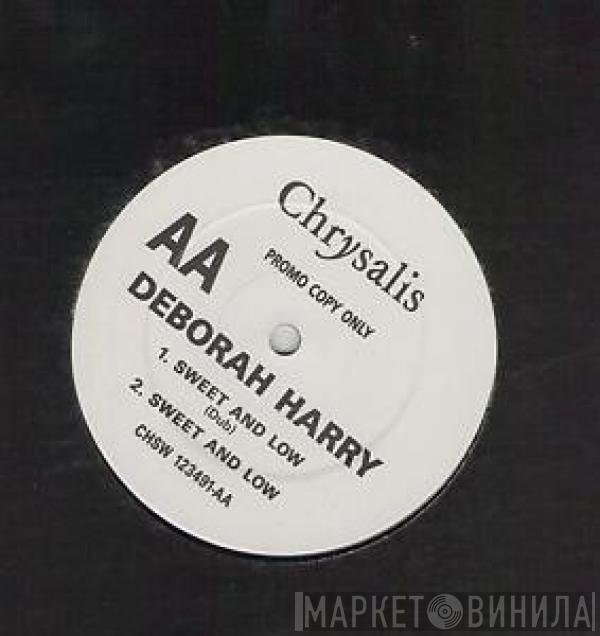 Chrysalis
PROMO COPY ONLY
AA
DEBORAH HARRY
1. SWEET AND LOW
(Dub)
2. SWEET AND LOW
CHSW 123491-AA
МАРКЕТ ВИНИЛА